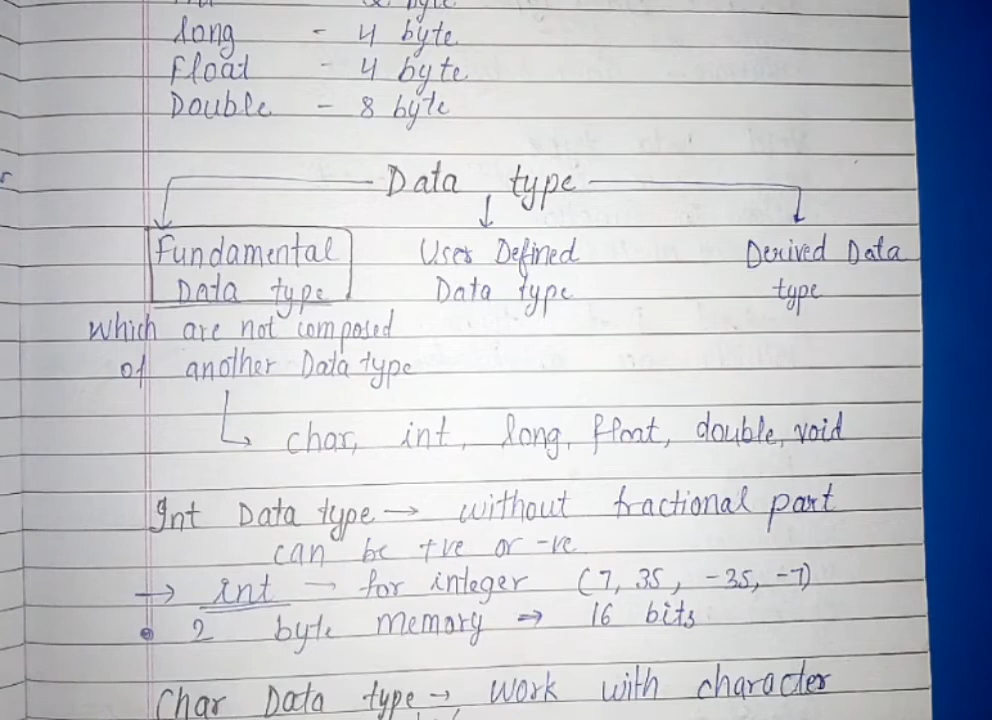 byte
long - 4 byte
Float - 4 byte
Double - 8 byte
Data type
Fundamental User Defined Derived Data
Data type Data type type
which are not composed
of another Data type
char, int, long, float, double, void
Int Data type → without fractional part
can be +ve or -ve
→ int → for integer (7, 35, -35, -7)
• 2 byte memory → 16 bits
Char Data type → work with character